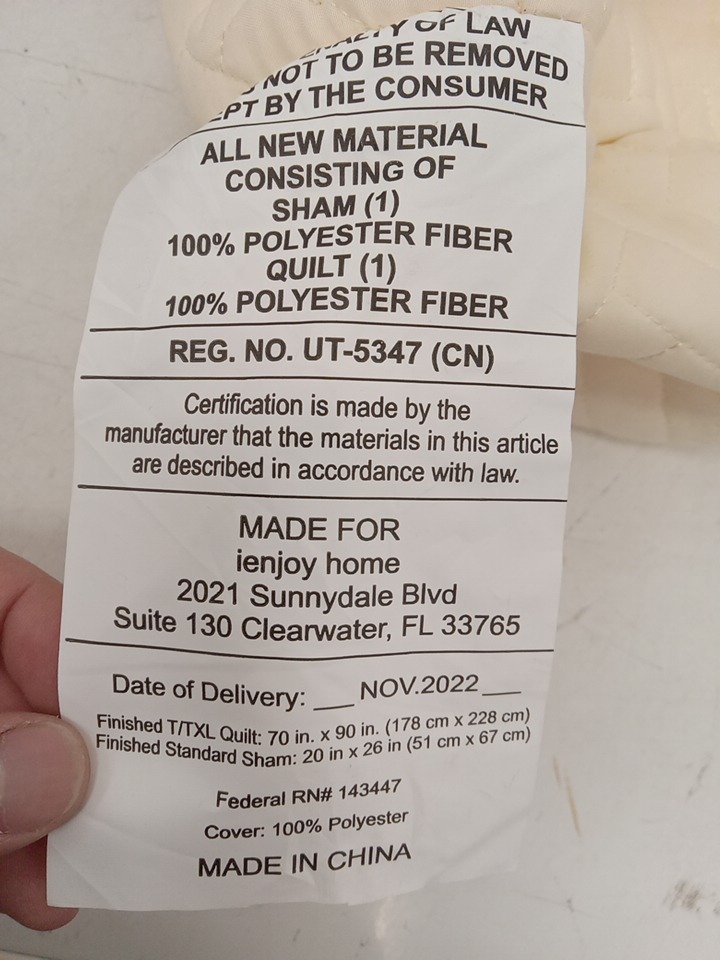 OF LAW
NOT TO BE REMOVED
BY THE CONSUMER
ALL NEW MATERIAL
CONSISTING OF
SHAM (1)
100% POLYESTER FIBER
QUILT (1)
100% POLYESTER FIBER
REG. NO. UT-5347 (CN)
Certification is made by the
manufacturer that the materials in this article
are described in accordance with law.
MADE FOR
ienjoy home
2021 Sunnydale Blvd
Suite 130 Clearwater, FL 33765
Date of Delivery: ___ NOV.2022___
Finished T/TXL Quilt: 70 in. x 90 in. (178 cm x 228 cm)
Finished Standard Sham: 20 in x 26 in (51 cm x 67 cm)
Federal RN# 143447
Cover: 100% Polyester
MADE IN CHINA